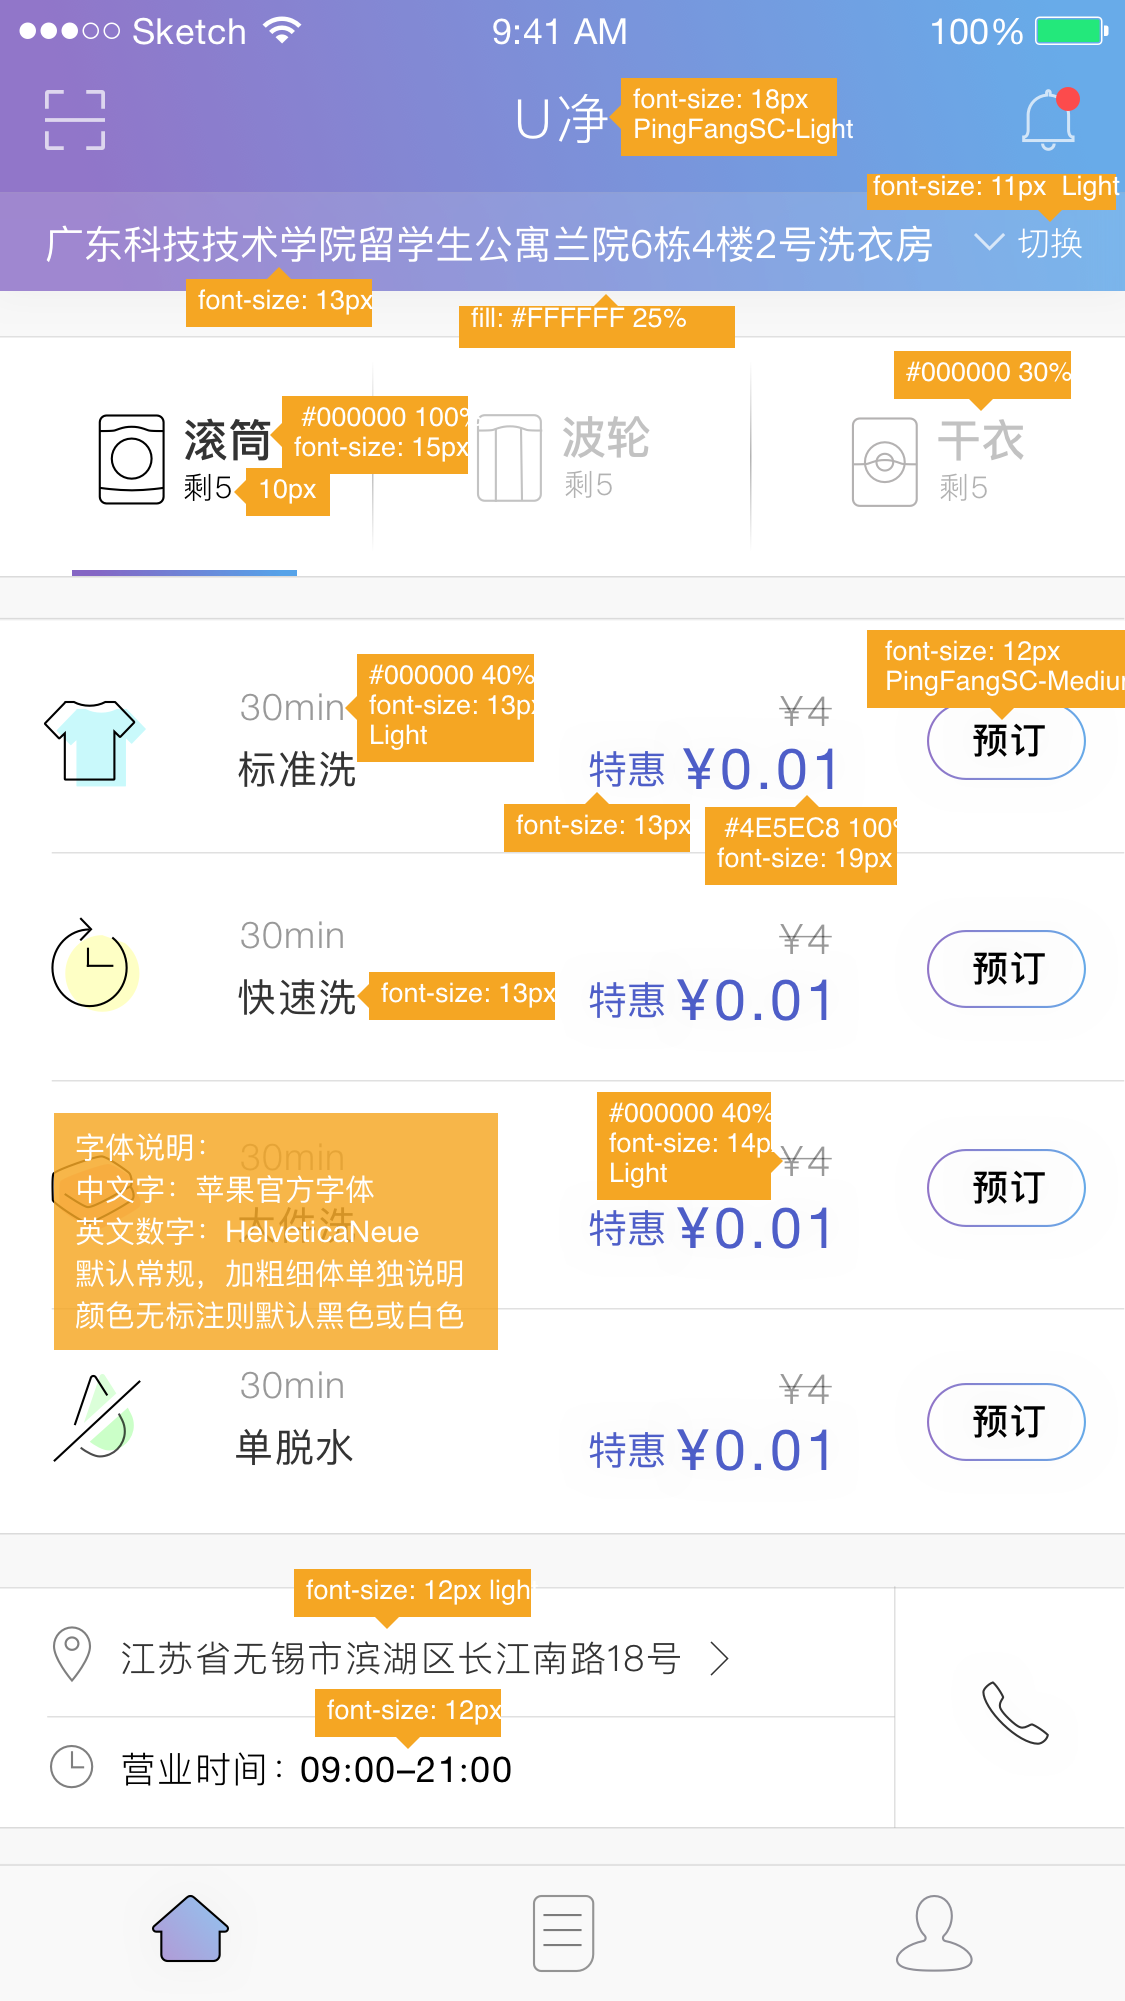 Sketch 9:41 AM 100%
U净
font-size: 18px
PingFangSC-Light
font-size: 11px Light
广东科技技术学院留学生公寓兰院6栋4楼2号洗衣房 切换
font-size: 13px
fill: #FFFFFF 25%
#000000 30%
滚筒
剩5
#000000 100%
font-size: 15px
10px
波轮
剩5
干衣
剩5
font-size: 12px
PingFangSC-Medium
30min
标准洗
#000000 40%
font-size: 13px
Light
¥4
特惠 ¥0.01
预订
font-size: 13px
#4E5EC8 100%
font-size: 19px
30min
快速洗
font-size: 13px
¥4
特惠 ¥0.01
预订
字体说明：
中文字：苹果官方字体
英文数字：HelveticaNeue
默认常规，加粗细体单独说明
颜色无标注则默认黑色或白色
30min
大件洗
#000000 40%
font-size: 14p
Light
¥4
特惠 ¥0.01
预订
30min
单脱水
¥4
特惠 ¥0.01
预订
font-size: 12px ligh
江苏省无锡市滨湖区长江南路18号
font-size: 12px
营业时间：09:00–21:00